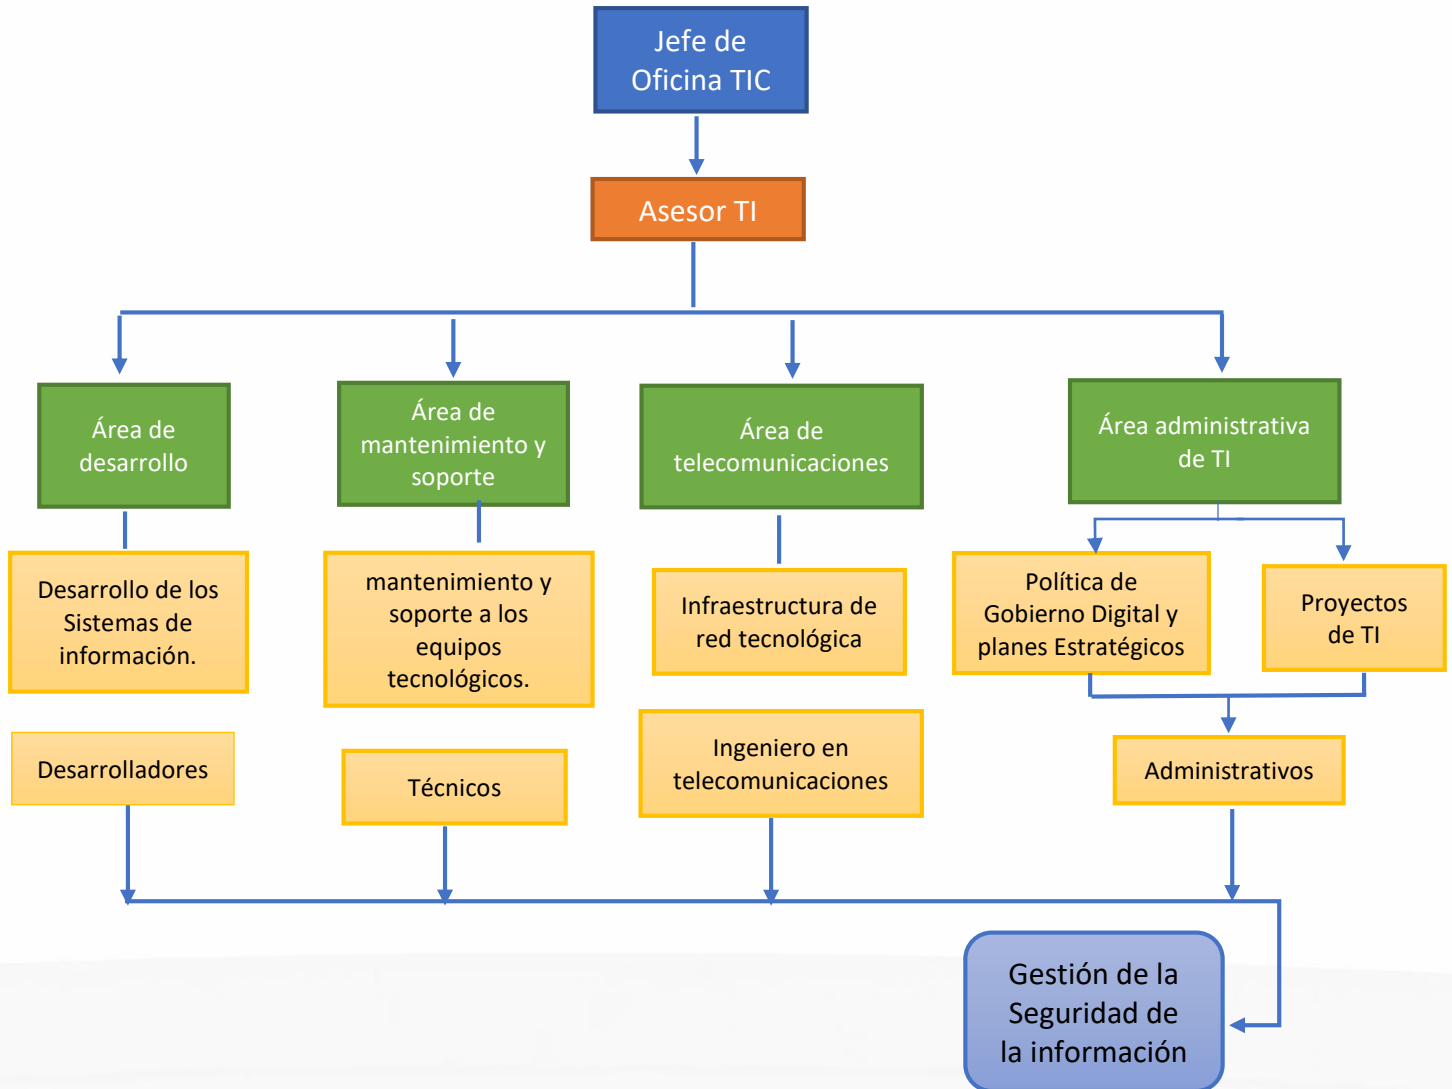 Jefe de
Oficina TIC
Asesor TI
Área de
desarrollo
Área de
mantenimiento y
soporte
Área de
telecomunicaciones
Área administrativa
de TI
Desarrollo de los
Sistemas de
información.
mantenimiento y
soporte a los
equipos
tecnológicos.
Infraestructura de
red tecnológica
Política de
Gobierno Digital y
planes Estratégicos
Proyectos
de TI
Desarrolladores
Técnicos
Ingeniero en
telecomunicaciones
Administrativos
Gestión de la
Seguridad de
la información